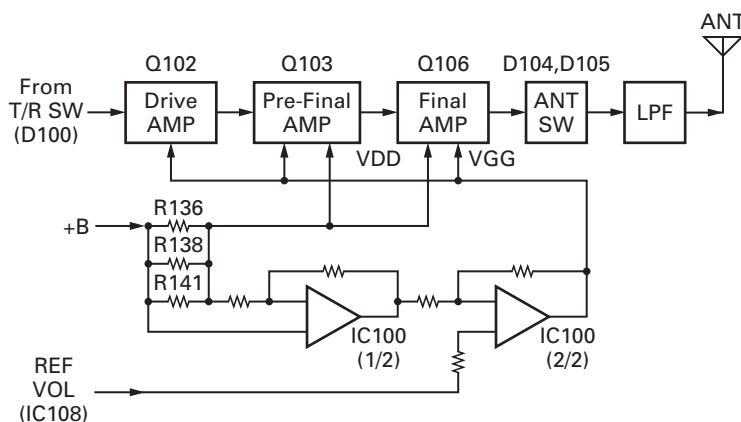 ANT
Q102
Q103
Q106
D104,D105
From
T/R SW
(D100)
Drive
AMP
Pre-Final
AMP
Final
AMP
ANT
SW
LPF
VDD
VGG
+B
R136
R138
R141
IC100
(1/2)
IC100
(2/2)
REF
VOL
(IC108)